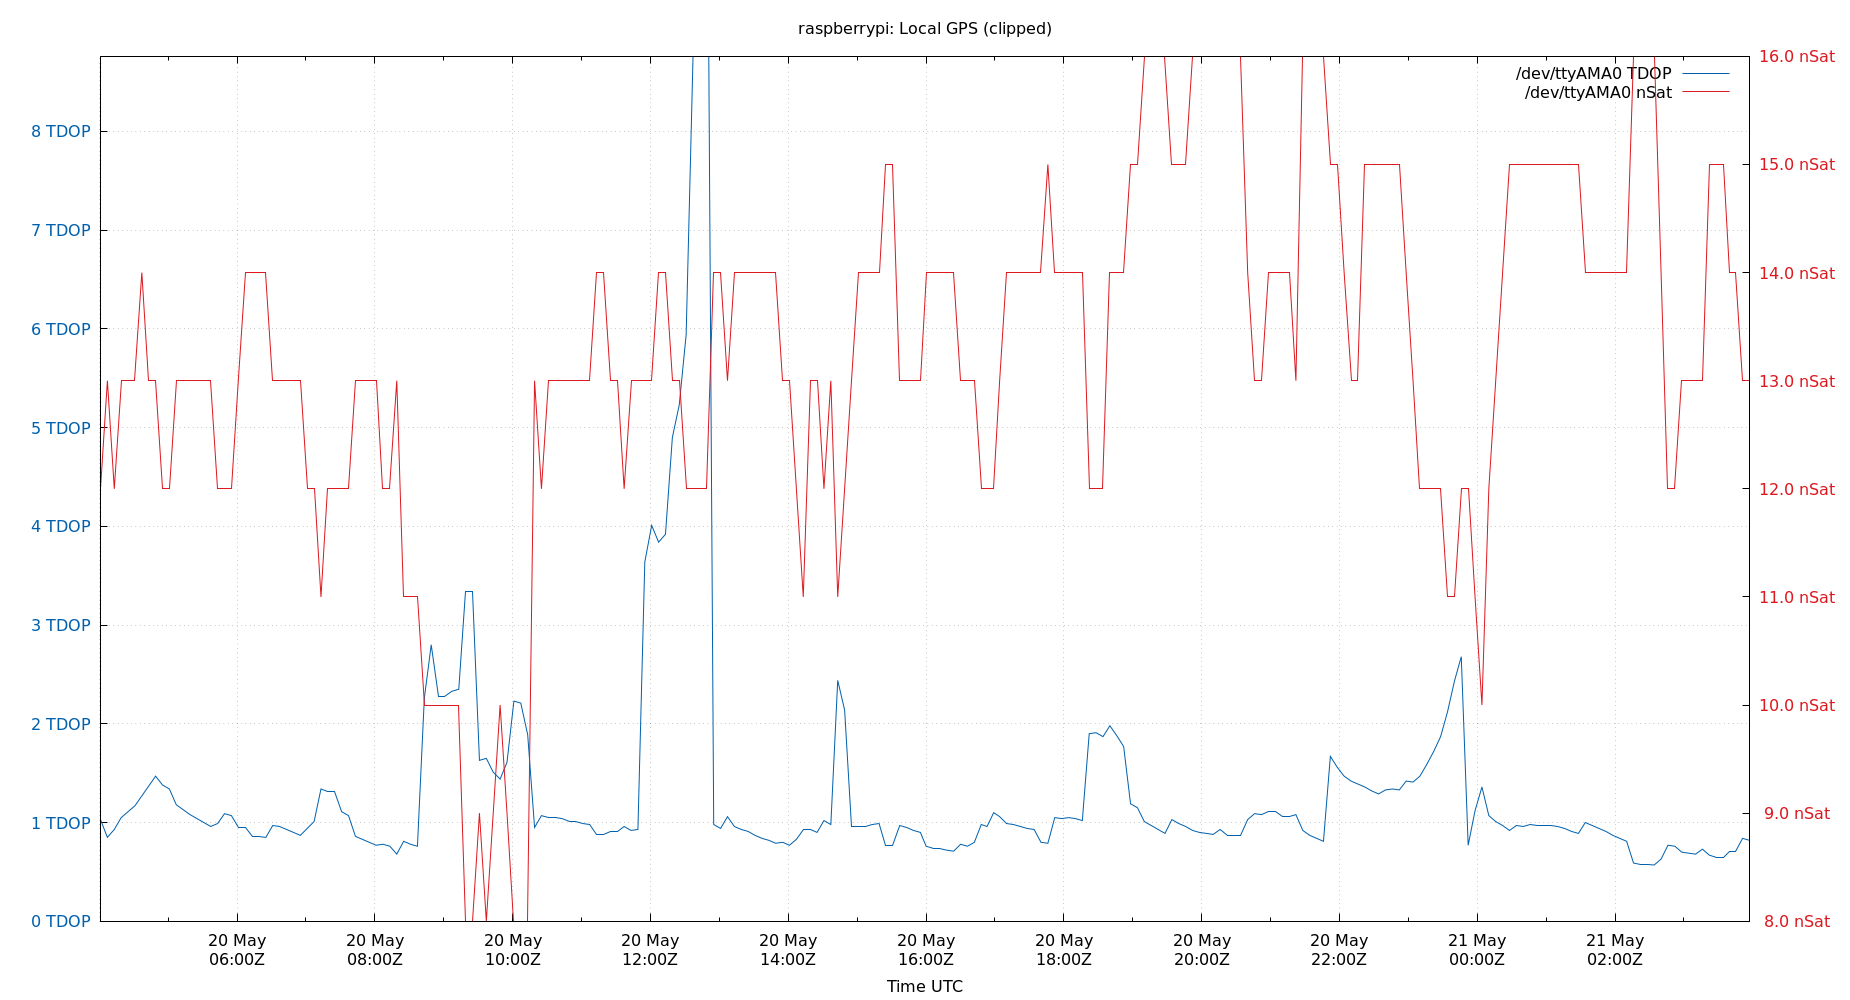 raspberrypi: Local GPS (clipped)
/dev/ttyAMA0 TDOP
/dev/ttyAMA0 nSat
8 TDOP
7 TDOP
6 TDOP
5 TDOP
4 TDOP
3 TDOP
2 TDOP
1 TDOP
0 TDOP
16.0 nSat
15.0 nSat
14.0 nSat
13.0 nSat
12.0 nSat
11.0 nSat
10.0 nSat
9.0 nSat
8.0 nSat
20 May 20 May 20 May 20 May 20 May 20 May 20 May 20 May 20 May 21 May 21 May
06:00Z 08:00Z 10:00Z 12:00Z 14:00Z 16:00Z 18:00Z 20:00Z 22:00Z 00:00Z 02:00Z
Time UTC